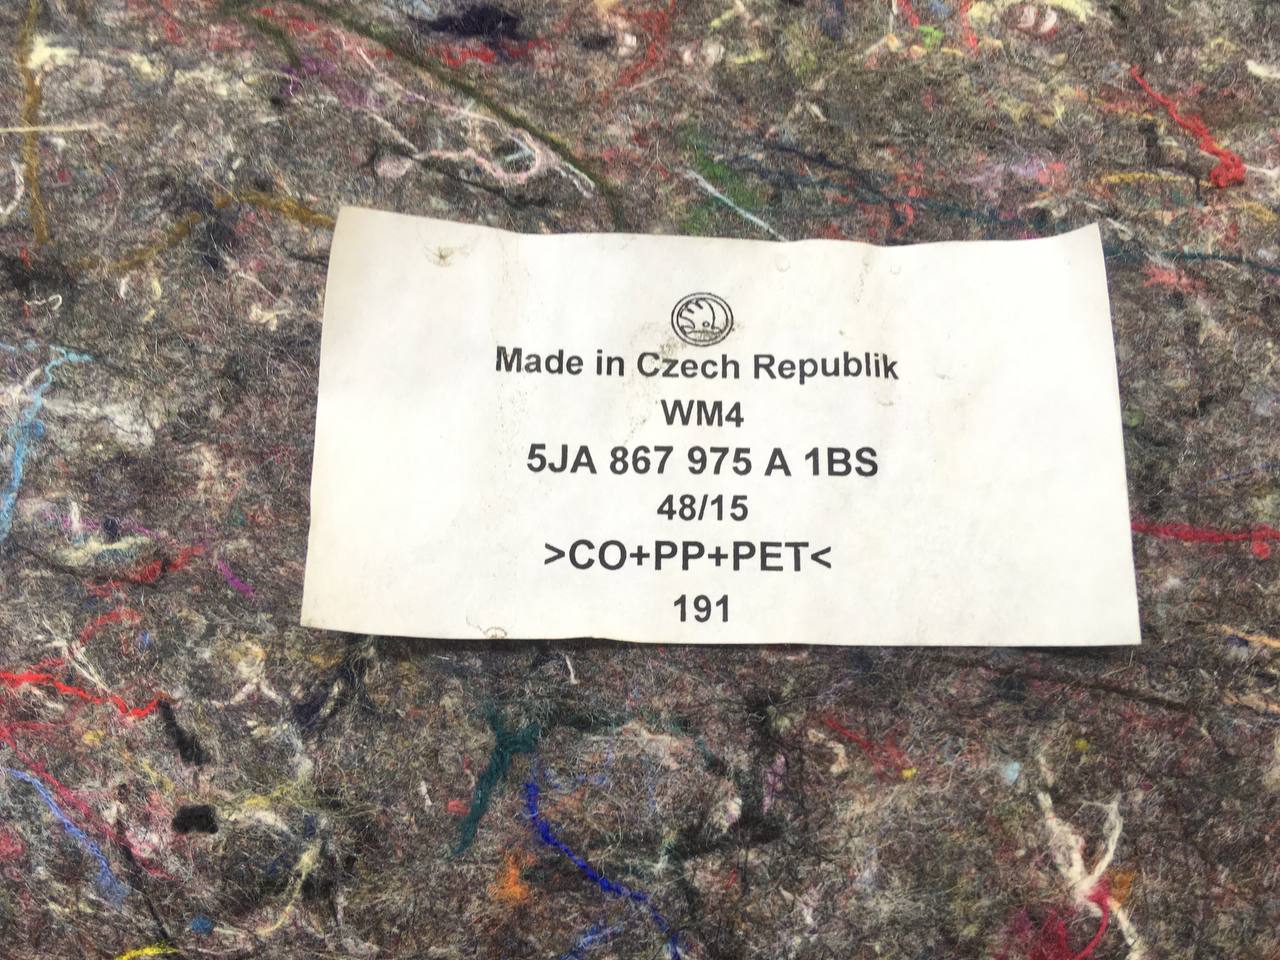 Made in Czech Republik
WM4
5JA 867 975 A 1BS
48/15
>CO+PP+PET<
191